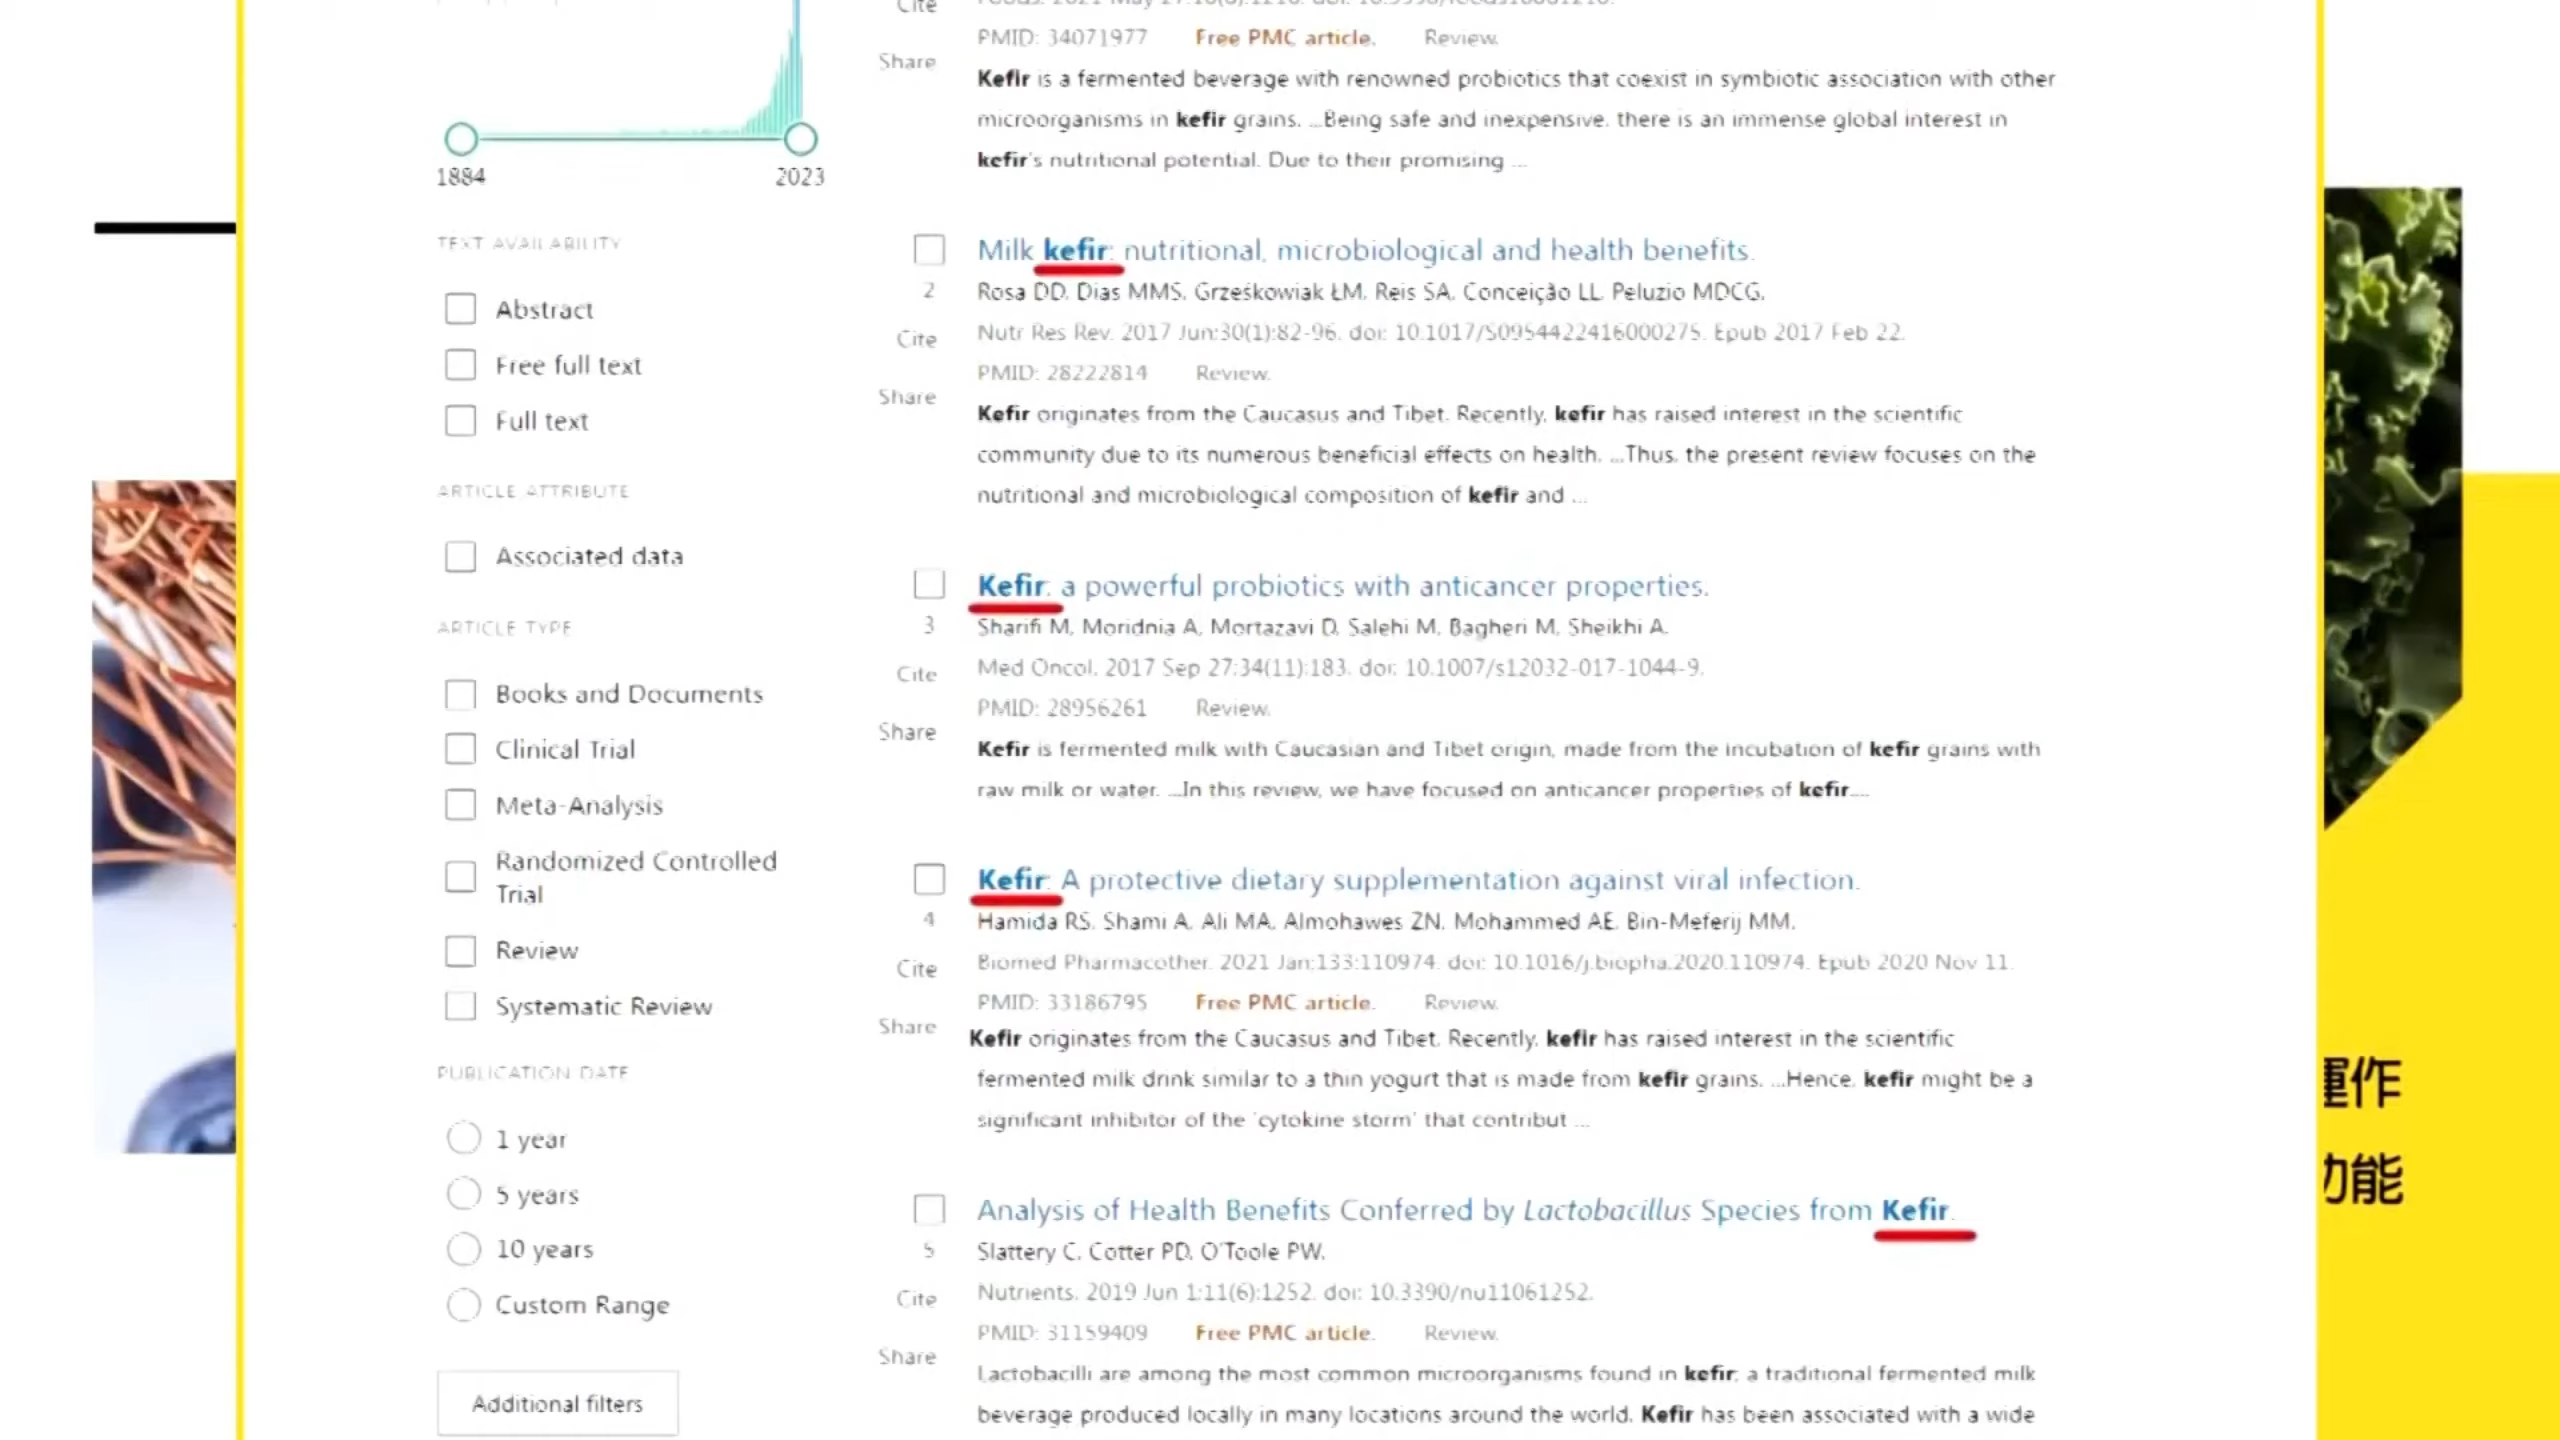 Cite
PMID: 34071977 Free PMC article. Review.
Share
Kefir is a fermented beverage with renowned probiotics that coexist in symbiotic association with other
microorganisms in kefir grains. ...Being safe and inexpensive, there is an immense global interest in
kefir's nutritional potential. Due to their promising ...
1884
2023
TEXT AVAILABILITY
Abstract
Free full text
Full text
ARTICLE ATTRIBUTE
Associated data
ARTICLE TYPE
Books and Documents
Clinical Trial
Meta-Analysis
Randomized Controlled
Trial
Review
Systematic Review
PUBLICATION DATE
1 year
5 years
10 years
Custom Range
Additional filters
Milk kefir: nutritional, microbiological and health benefits.
2
Rosa DD, Dias MMS, Grześkowiak ŁM, Reis SA, Conceição LL, Peluzio MDCG.
Cite
Nutr Res Rev. 2017 Jun;30(1):82-96. doi: 10.1017/S0954422416000275. Epub 2017 Feb 22.
PMID: 28222814 Review.
Share
Kefir originates from the Caucasus and Tibet. Recently, kefir has raised interest in the scientific
community due to its numerous beneficial effects on health. ...Thus, the present review focuses on the
nutritional and microbiological composition of kefir and ...
Kefir: a powerful probiotics with anticancer properties.
3
Sharifi M, Moridnia A, Mortazavi D, Salehi M, Bagheri M, Sheikhi A.
Cite
Med Oncol. 2017 Sep 27;34(11):183. doi: 10.1007/s12032-017-1044-9.
PMID: 28956261 Review.
Share
Kefir is fermented milk with Caucasian and Tibet origin, made from the incubation of kefir grains with
raw milk or water. ...In this review, we have focused on anticancer properties of kefir....
Kefir: A protective dietary supplementation against viral infection.
4
Hamida RS, Shami A, Ali MA, Almohawes ZN, Mohammed AE, Bin-Meferij MM.
Cite
Biomed Pharmacother. 2021 Jan;133:110974. doi: 10.1016/j.biopha.2020.110974. Epub 2020 Nov 11.
PMID: 33186795 Free PMC article. Review.
Share
Kefir originates from the Caucasus and Tibet. Recently, kefir has raised interest in the scientific
fermented milk drink similar to a thin yogurt that is made from kefir grains. ...Hence, kefir might be a
significant inhibitor of the 'cytokine storm' that contribut ...
Analysis of Health Benefits Conferred by Lactobacillus Species from Kefir.
5
Slattery C, Cotter PD, O'Toole PW.
Cite
Nutrients. 2019 Jun 1;11(6):1252. doi: 10.3390/nu11061252.
PMID: 31159409 Free PMC article. Review.
Share
Lactobacilli are among the most common microorganisms found in kefir; a traditional fermented milk
beverage produced locally in many locations around the world. Kefir has been associated with a wide
運作
功能